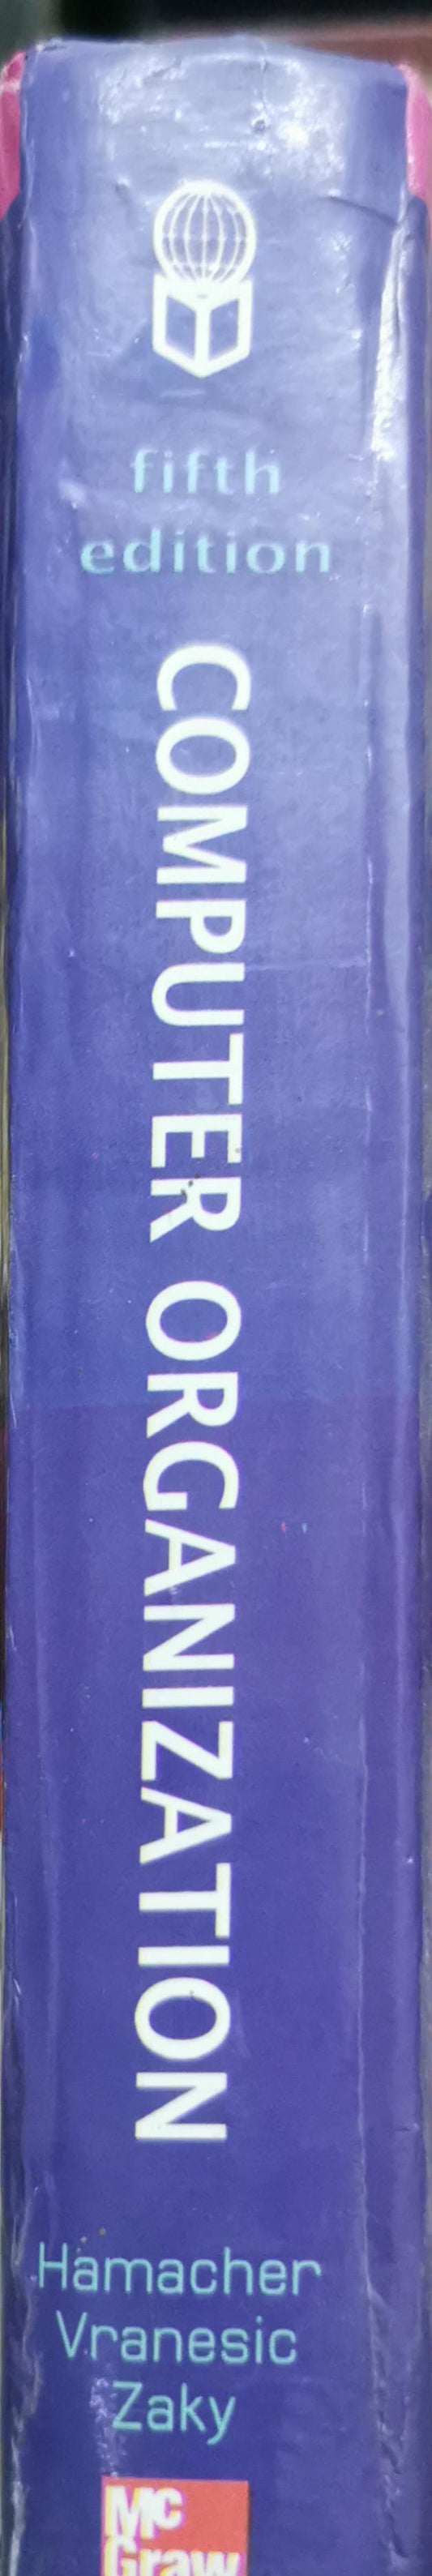 fifth
edition
COMPUTER ORGANIZATION
Hamacher
Vranesic
Zaky
Mc
Graw